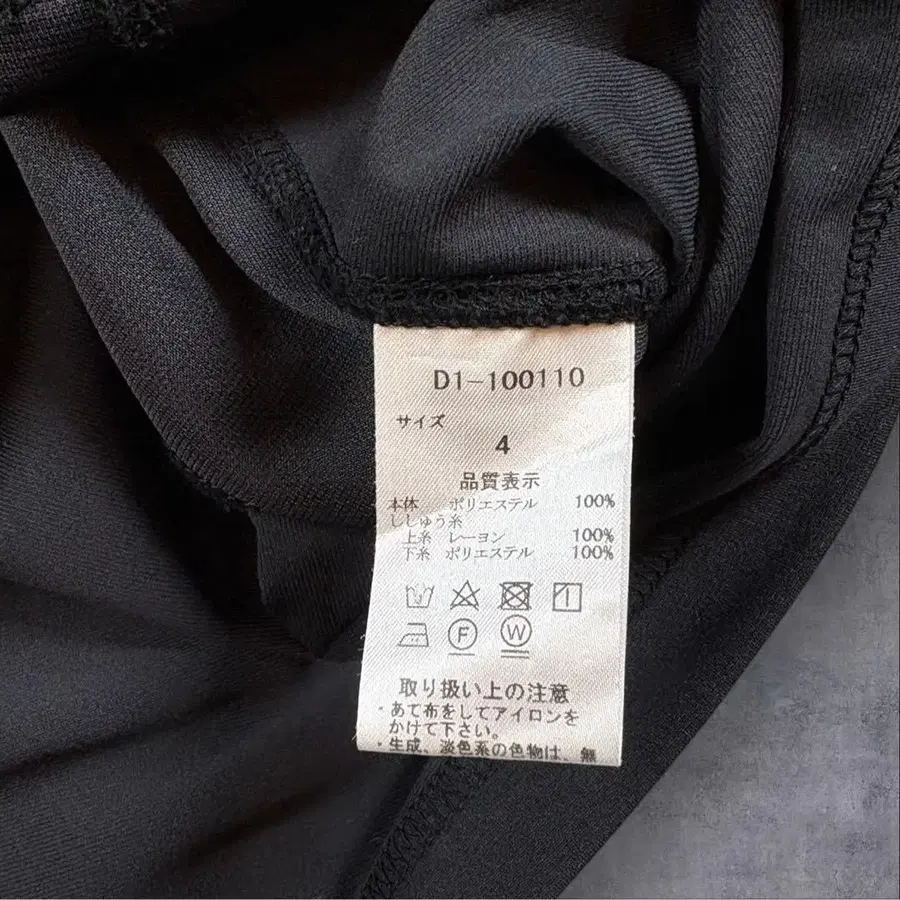 D1-100110
サイズ
4
品質表示
本体 ポリエステル 100%
ししゅう糸
上糸 レーヨン 100%
下糸 ポリエステル 100%
F W
取り扱い上の注意
・あて布をしてアイロンを
かけて下さい。
・生成、淡色系の色物は、無